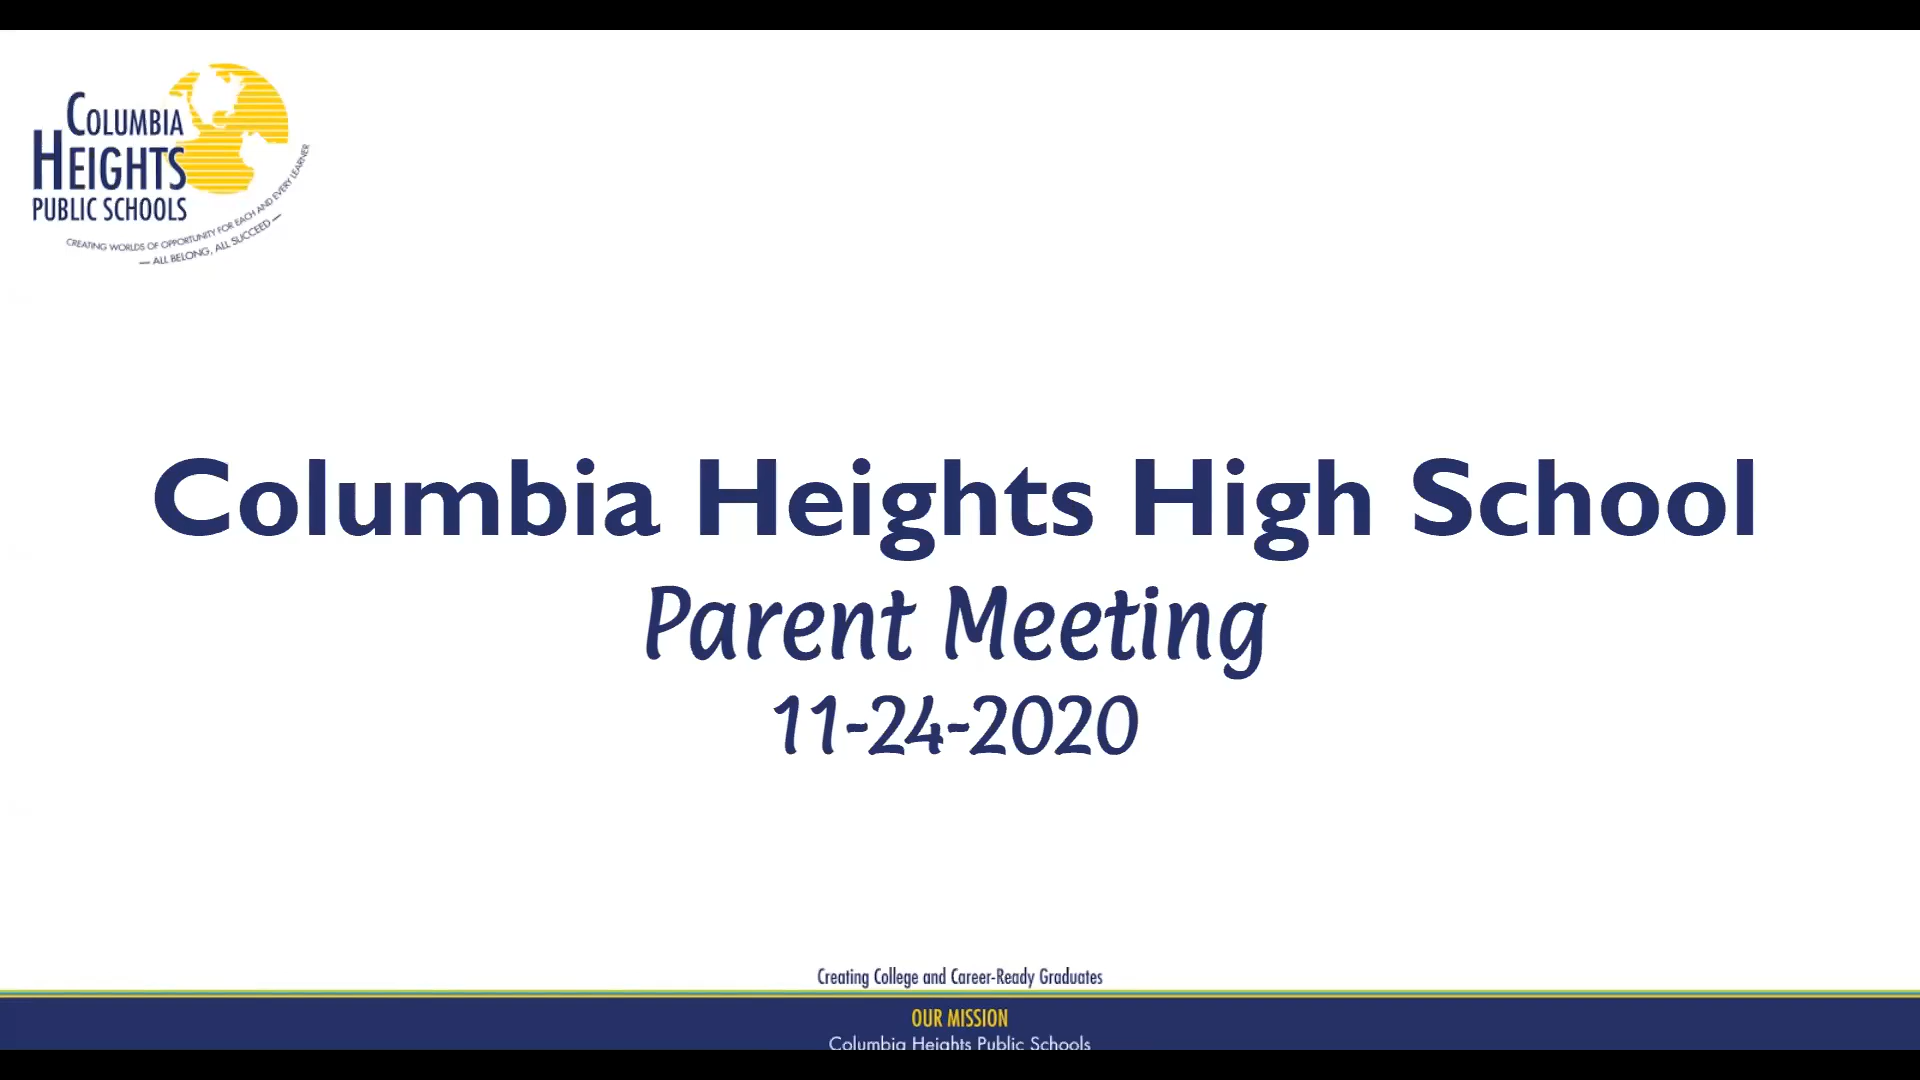 COLUMBIA
HEIGHTS
PUBLIC SCHOOLS
CREATING WORLDS OF OPPORTUNITY FOR EACH AND EVERY LEARNER
— ALL BELONG, ALL SUCCEED —
Columbia Heights High School
Parent Meeting
11-24-2020
Creating College and Career-Ready Graduates
OUR MISSION
Columbia Heights Public Schools